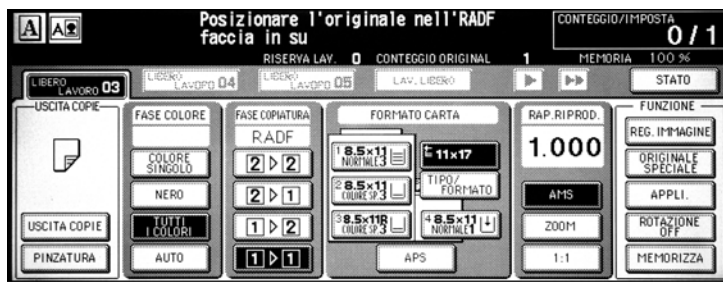 A A
Posizionare l'originale nell'RADF
faccia in su
CONTEGGIO/IMPOSTA
0/1
RISERVA LAV. 0 CONTEGGIO ORIGINAL 1 MEMORIA 100 %
LIBERO
LAVORO 03
LIBERO
LAVORO 04
LIBERO
LAVORO 05
LAV. LIBERO
STATO
USCITA COPIE
USCITA COPIE
PINZATURA
FASE COLORE
COLORE
SINGOLO
NERO
TUTTI
I COLORI
AUTO
FASE COPIATURA
RADF
2 ▷ 2
2 ▷ 1
1 ▷ 2
1 ▷ 1
FORMATO CARTA
1 8.5×11
NORMALE 3
11×17
2 8.5×11
COLORE SP. 3
TIPO/
FORMATO
3 8.5×11R
COLORE SP. 3
4 8.5×11
NORMALE 1
APS
RAP.RIPROD.
1.000
AMS
ZOOM
1:1
FUNZIONE
REG. IMMAGINE
ORIGINALE
SPECIALE
APPLI.
ROTAZIONE
OFF
MEMORIZZA